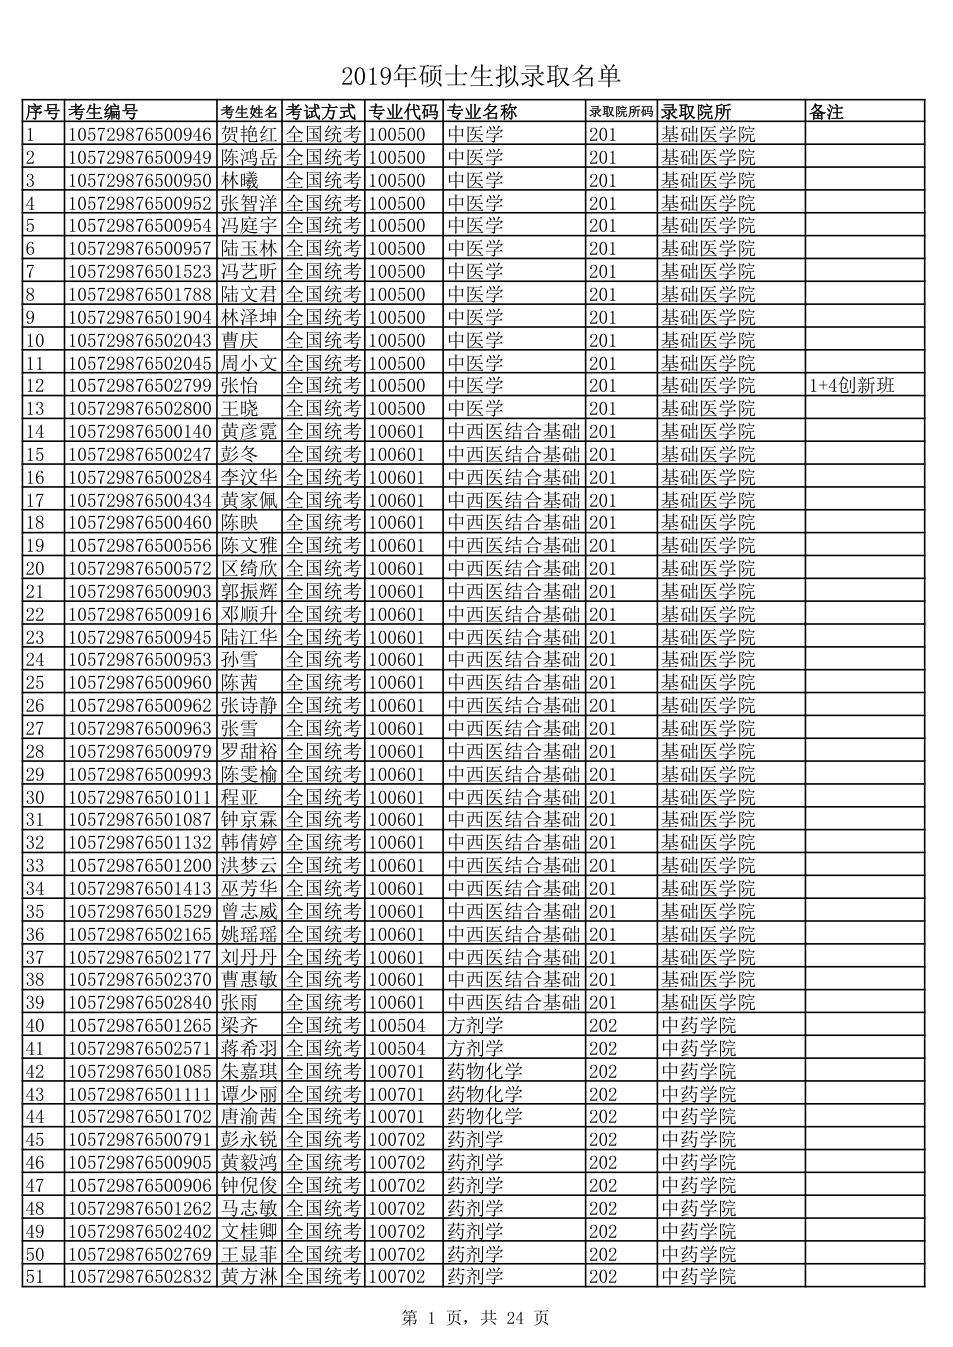 2019年硕士生拟录取名单
序号 考生编号 考生姓名 考试方式 专业代码 专业名称 录取院所码 录取院所 备注
1 105729876500946 贺艳红 全国统考 100500 中医学 201 基础医学院
2 105729876500949 陈鸿岳 全国统考 100500 中医学 201 基础医学院
3 105729876500950 林曦 全国统考 100500 中医学 201 基础医学院
4 105729876500952 张智洋 全国统考 100500 中医学 201 基础医学院
5 105729876500954 冯庭宇 全国统考 100500 中医学 201 基础医学院
6 105729876500957 陆玉林 全国统考 100500 中医学 201 基础医学院
7 105729876501523 冯艺昕 全国统考 100500 中医学 201 基础医学院
8 105729876501788 陆文君 全国统考 100500 中医学 201 基础医学院
9 105729876501904 林泽坤 全国统考 100500 中医学 201 基础医学院
10 105729876502043 曹庆 全国统考 100500 中医学 201 基础医学院
11 105729876502045 周小文 全国统考 100500 中医学 201 基础医学院
12 105729876502799 张怡 全国统考 100500 中医学 201 基础医学院 1+4创新班
13 105729876502800 王晓 全国统考 100500 中医学 201 基础医学院
14 105729876500140 黄彦霓 全国统考 100601 中西医结合基础 201 基础医学院
15 105729876500247 彭冬 全国统考 100601 中西医结合基础 201 基础医学院
16 105729876500284 李汶华 全国统考 100601 中西医结合基础 201 基础医学院
17 105729876500434 黄家佩 全国统考 100601 中西医结合基础 201 基础医学院
18 105729876500460 陈映 全国统考 100601 中西医结合基础 201 基础医学院
19 105729876500556 陈文雅 全国统考 100601 中西医结合基础 201 基础医学院
20 105729876500572 区绮欣 全国统考 100601 中西医结合基础 201 基础医学院
21 105729876500903 郭振辉 全国统考 100601 中西医结合基础 201 基础医学院
22 105729876500916 邓顺升 全国统考 100601 中西医结合基础 201 基础医学院
23 105729876500945 陆江华 全国统考 100601 中西医结合基础 201 基础医学院
24 105729876500953 孙雪 全国统考 100601 中西医结合基础 201 基础医学院
25 105729876500960 陈茜 全国统考 100601 中西医结合基础 201 基础医学院
26 105729876500962 张诗静 全国统考 100601 中西医结合基础 201 基础医学院
27 105729876500963 张雪 全国统考 100601 中西医结合基础 201 基础医学院
28 105729876500979 罗甜裕 全国统考 100601 中西医结合基础 201 基础医学院
29 105729876500993 陈雯榆 全国统考 100601 中西医结合基础 201 基础医学院
30 105729876501011 程亚 全国统考 100601 中西医结合基础 201 基础医学院
31 105729876501087 钟京霖 全国统考 100601 中西医结合基础 201 基础医学院
32 105729876501132 韩倩婷 全国统考 100601 中西医结合基础 201 基础医学院
33 105729876501200 洪梦云 全国统考 100601 中西医结合基础 201 基础医学院
34 105729876501413 巫芳华 全国统考 100601 中西医结合基础 201 基础医学院
35 105729876501529 曾志威 全国统考 100601 中西医结合基础 201 基础医学院
36 105729876502165 姚瑶瑶 全国统考 100601 中西医结合基础 201 基础医学院
37 105729876502177 刘丹丹 全国统考 100601 中西医结合基础 201 基础医学院
38 105729876502370 曹惠敏 全国统考 100601 中西医结合基础 201 基础医学院
39 105729876502840 张雨 全国统考 100601 中西医结合基础 201 基础医学院
40 105729876501265 梁齐 全国统考 100504 方剂学 202 中药学院
41 105729876502571 蒋希羽 全国统考 100504 方剂学 202 中药学院
42 105729876501085 朱嘉琪 全国统考 100701 药物化学 202 中药学院
43 105729876501111 谭少丽 全国统考 100701 药物化学 202 中药学院
44 105729876501702 唐渝茜 全国统考 100701 药物化学 202 中药学院
45 105729876500791 彭永锐 全国统考 100702 药剂学 202 中药学院
46 105729876500905 黄毅鸿 全国统考 100702 药剂学 202 中药学院
47 105729876500906 钟倪俊 全国统考 100702 药剂学 202 中药学院
48 105729876501262 马志敏 全国统考 100702 药剂学 202 中药学院
49 105729876502402 文桂卿 全国统考 100702 药剂学 202 中药学院
50 105729876502769 王显菲 全国统考 100702 药剂学 202 中药学院
51 105729876502832 黄方淋 全国统考 100702 药剂学 202 中药学院
第 1 页，共 24 页